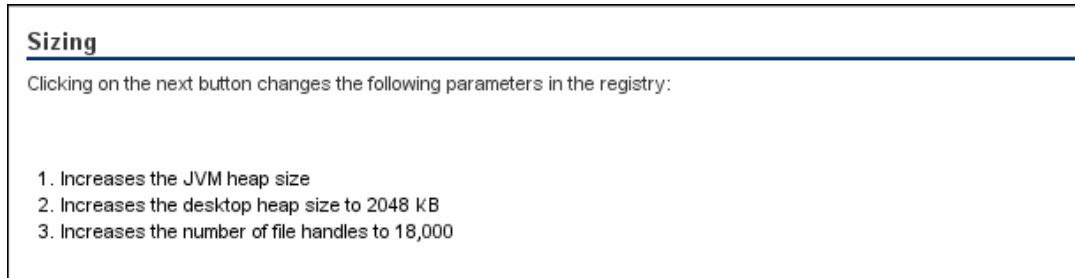 Sizing
Clicking on the next button changes the following parameters in the registry:
1. Increases the JVM heap size
2. Increases the desktop heap size to 2048 KB
3. Increases the number of file handles to 18,000